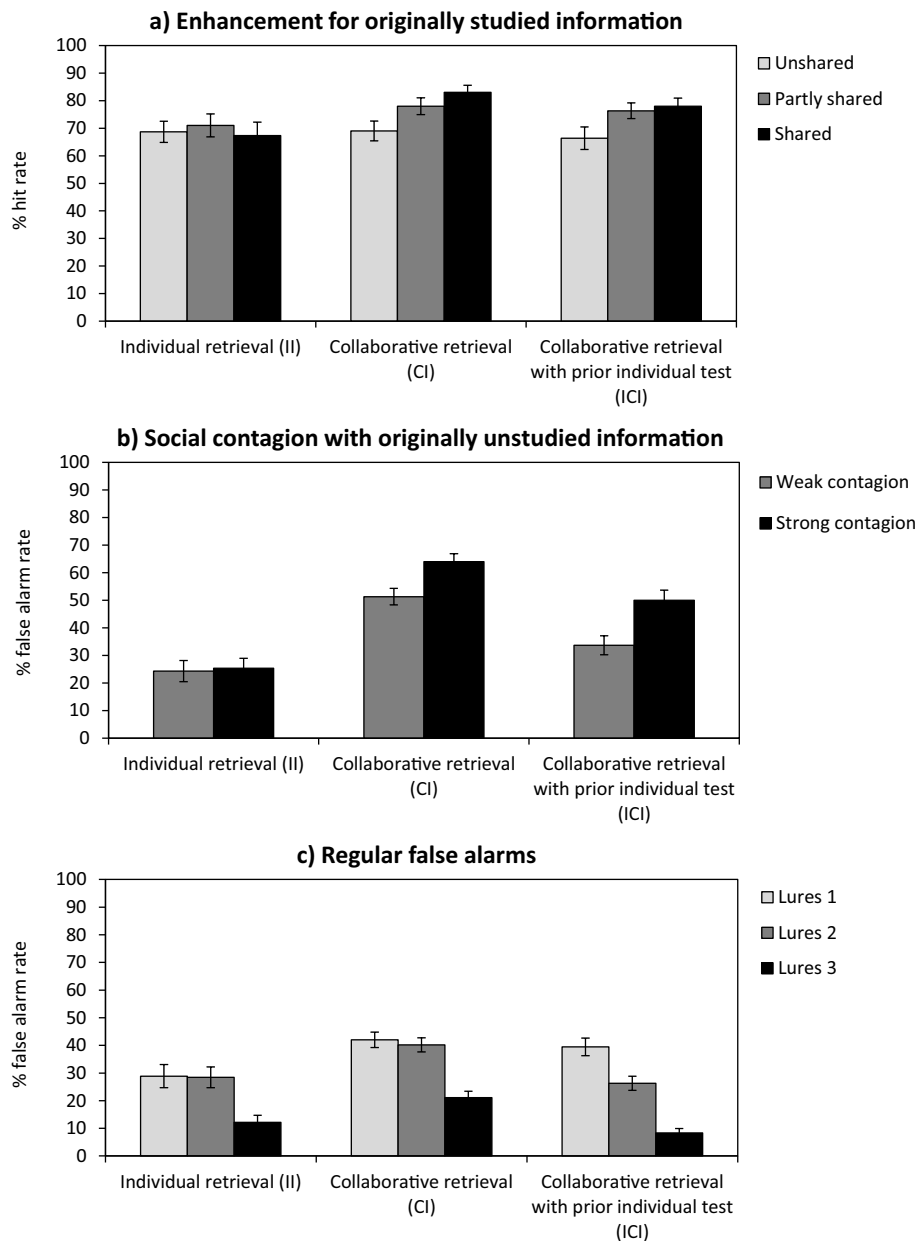 a) Enhancement for originally studied information
% hit rate
100
90
80
70
60
50
40
30
20
10
0
Individual retrieval (II)
Collaborative retrieval
(CI)
Collaborative retrieval
with prior individual test
(ICI)
Unshared
Partly shared
Shared
b) Social contagion with originally unstudied information
% false alarm rate
100
90
80
70
60
50
40
30
20
10
0
Individual retrieval (II)
Collaborative retrieval
(CI)
Collaborative retrieval
with prior individual test
(ICI)
Weak contagion
Strong contagion
c) Regular false alarms
% false alarm rate
100
90
80
70
60
50
40
30
20
10
0
Individual retrieval (II)
Collaborative retrieval
(CI)
Collaborative retrieval
with prior individual test
(ICI)
Lures 1
Lures 2
Lures 3